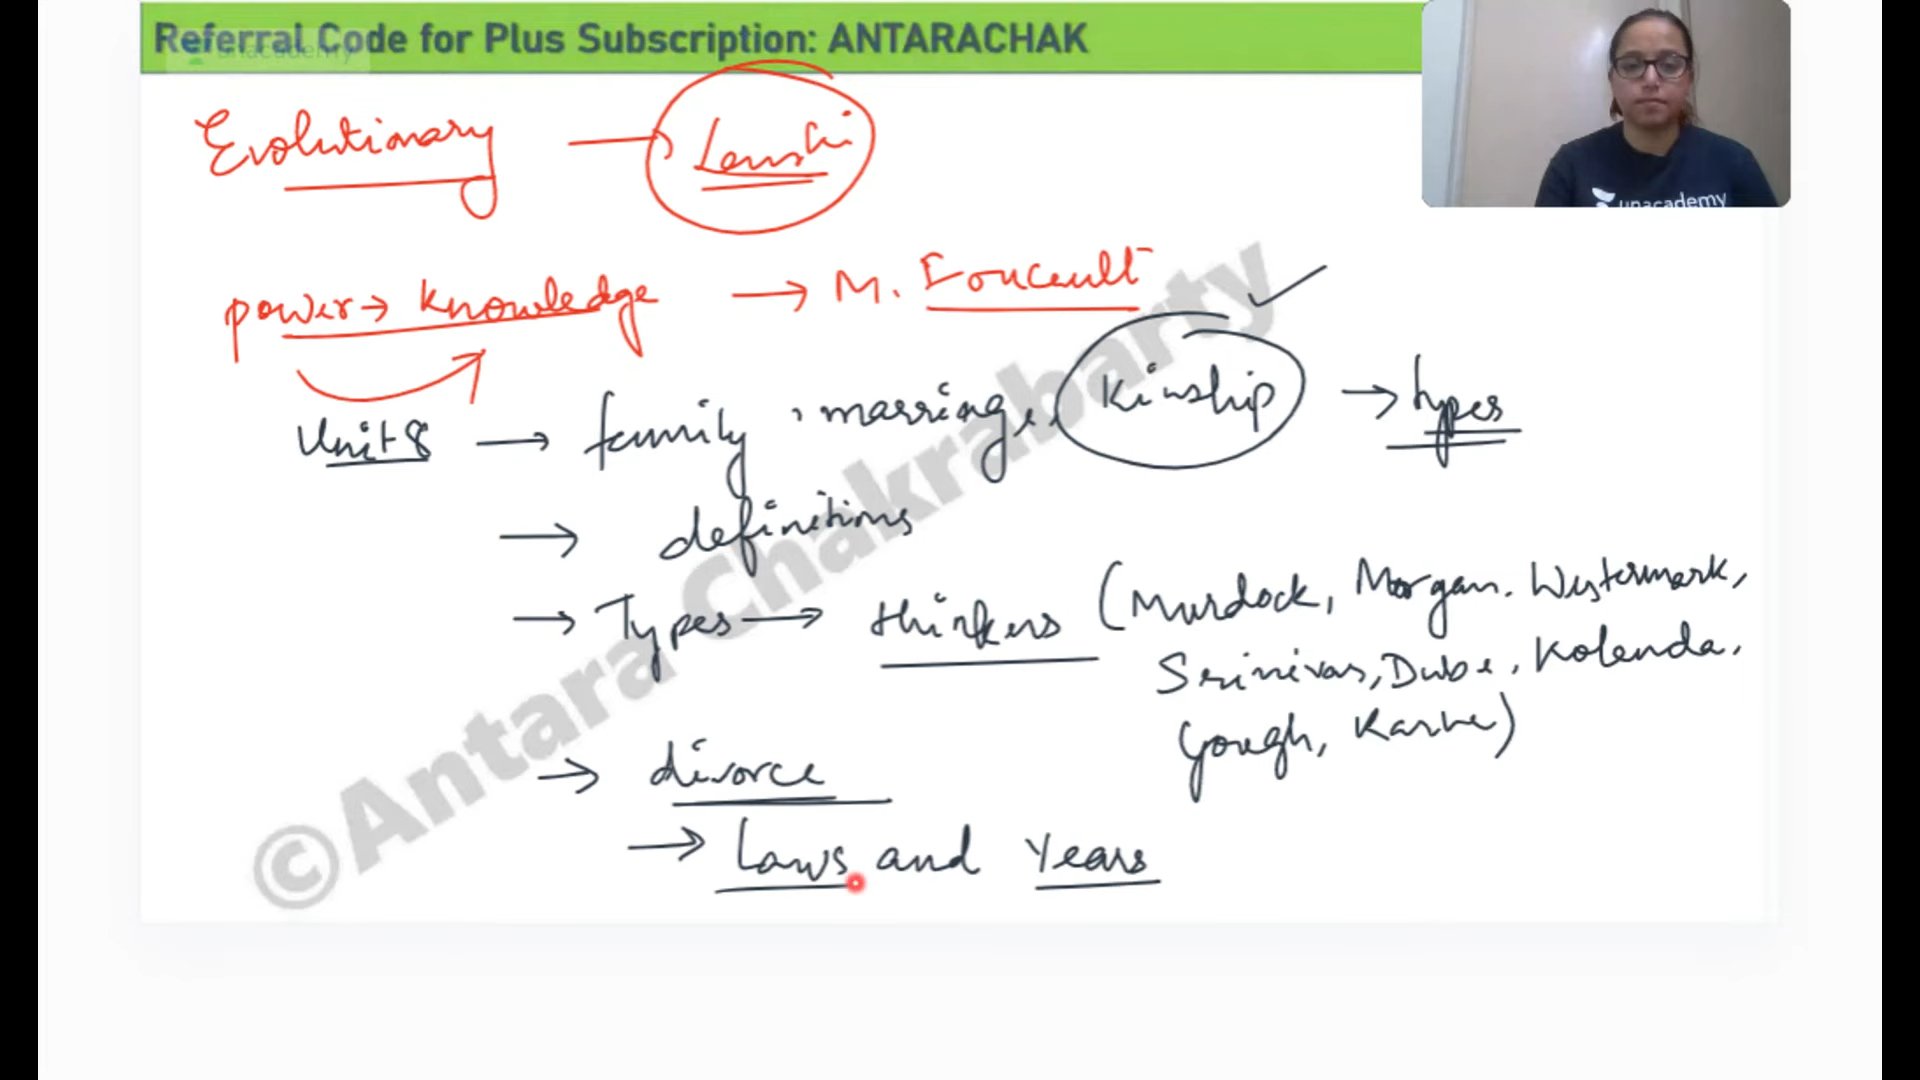 Referral Code for Plus Subscription: ANTARACHAK
unacademy
unacademy
Evolutionary → Lenski
power → knowledge → M. Foucault
Unit 8 → family, marriage, Kinship → types
→ definitions
→ Types → thinkers (Murdock, Morgan, Westermark,
Srinivas, Dube, Kolenda,
Gough, Karve)
→ divorce
→ Laws and Years
©Antara Chakrabarty